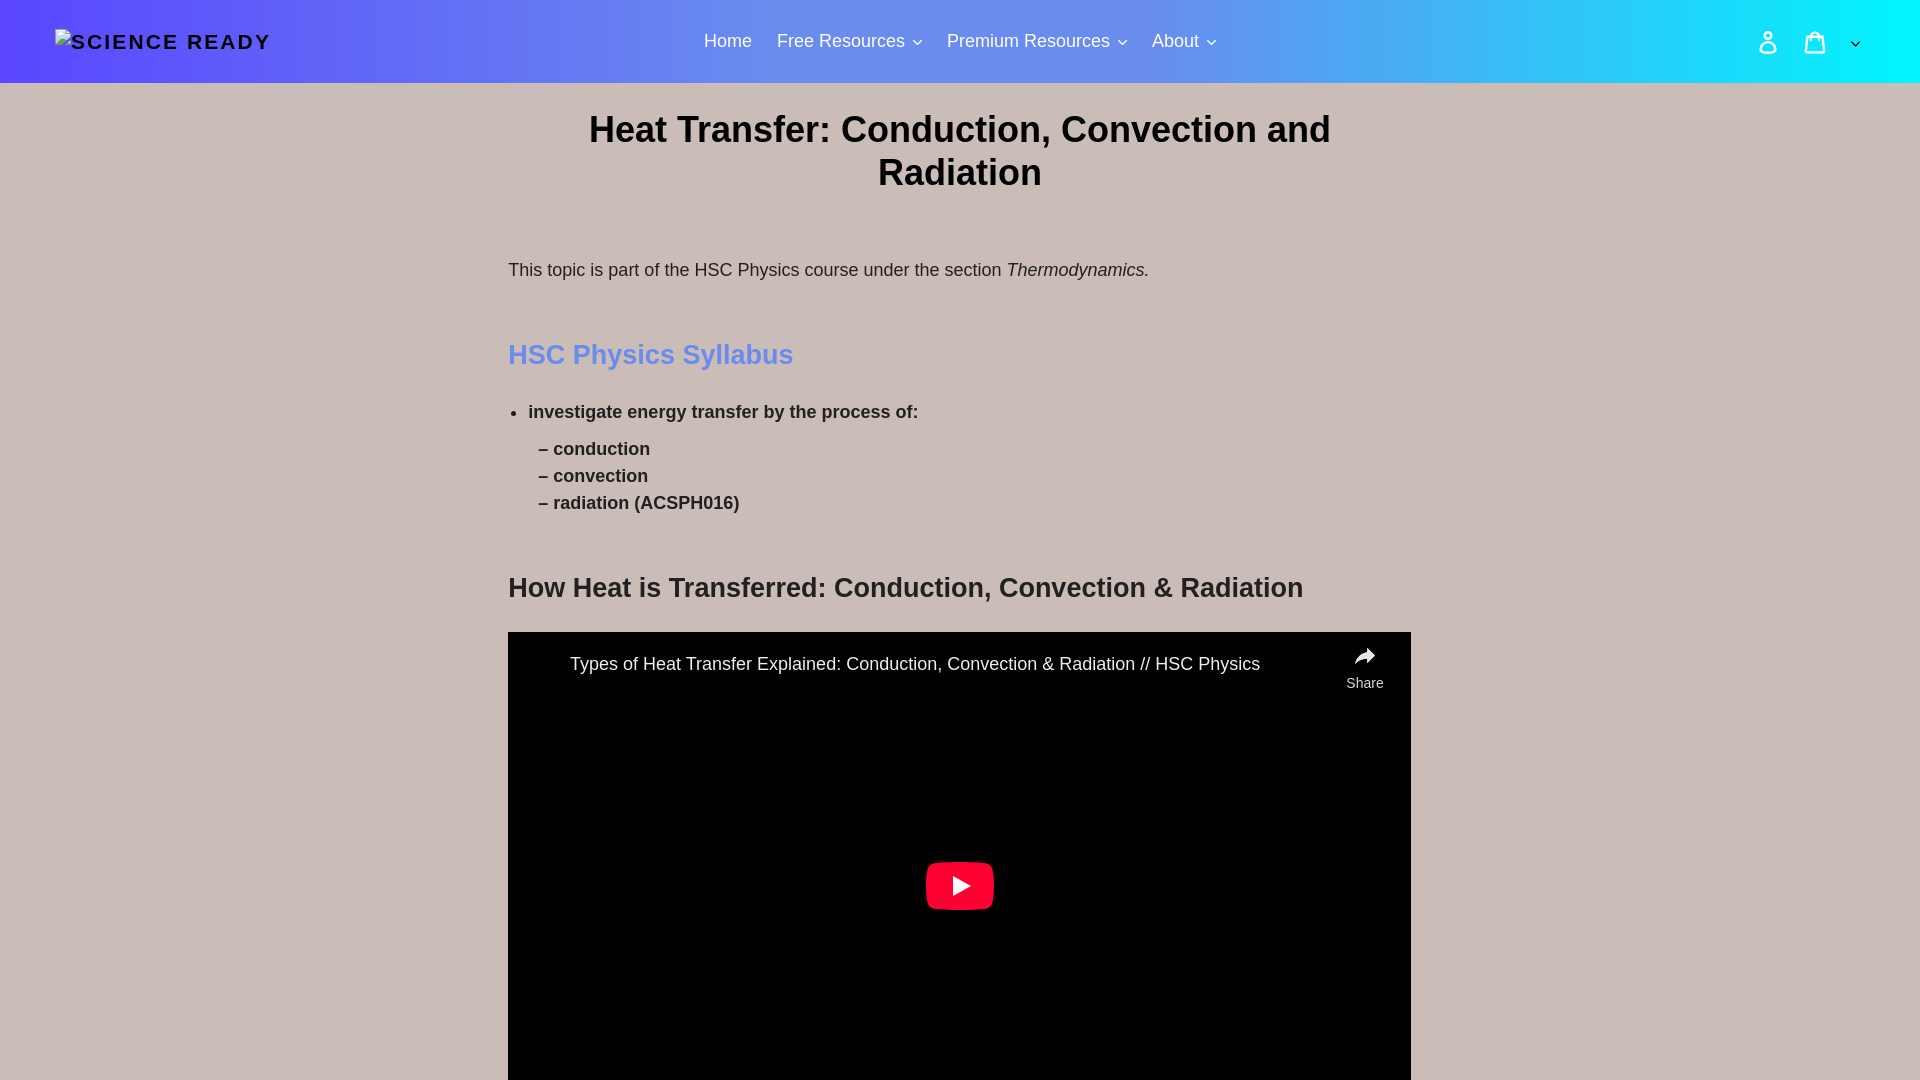 SCIENCE READY
Home Free Resources Premium Resources About
Heat Transfer: Conduction, Convection and
Radiation
This topic is part of the HSC Physics course under the section Thermodynamics.
HSC Physics Syllabus
• investigate energy transfer by the process of:
– conduction
– convection
– radiation (ACSPH016)
How Heat is Transferred: Conduction, Convection & Radiation
Types of Heat Transfer Explained: Conduction, Convection & Radiation // HSC Physics
Share